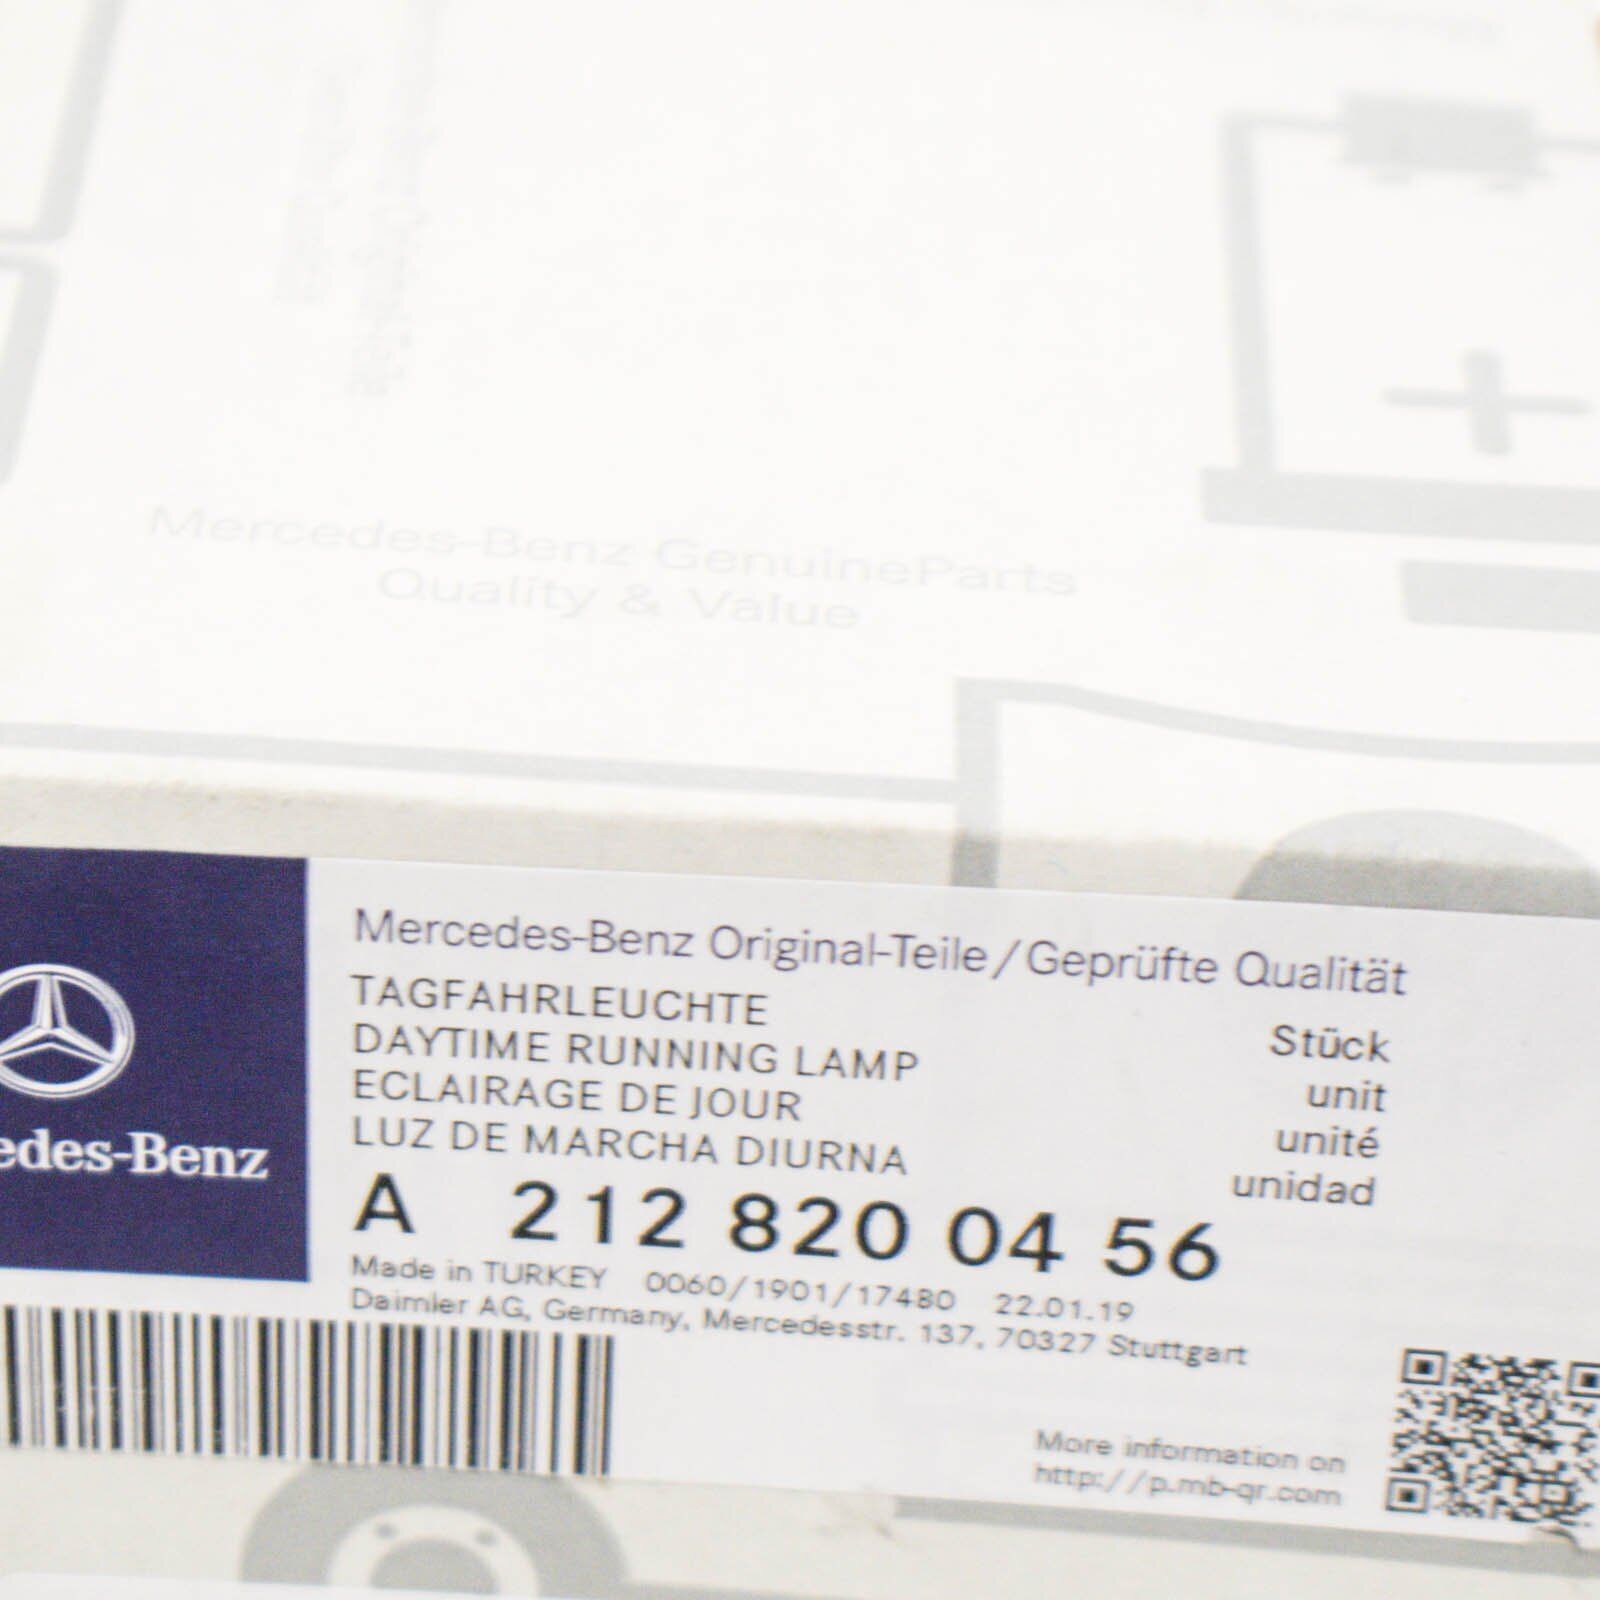 Mercedes-Benz GenuineParts
Quality & Value
Mercedes-Benz Original-Teile/Geprüfte Qualität
TAGFAHRLEUCHTE
DAYTIME RUNNING LAMP
ECLAIRAGE DE JOUR
LUZ DE MARCHA DIURNA
Stück
unit
unité
unidad
A 212 820 04 56
Made in TURKEY 0060/1901/17480 22.01.19
Daimler AG, Germany, Mercedesstr. 137, 70327 Stuttgart
edes-Benz
More information on
http://p.mb-qr.com